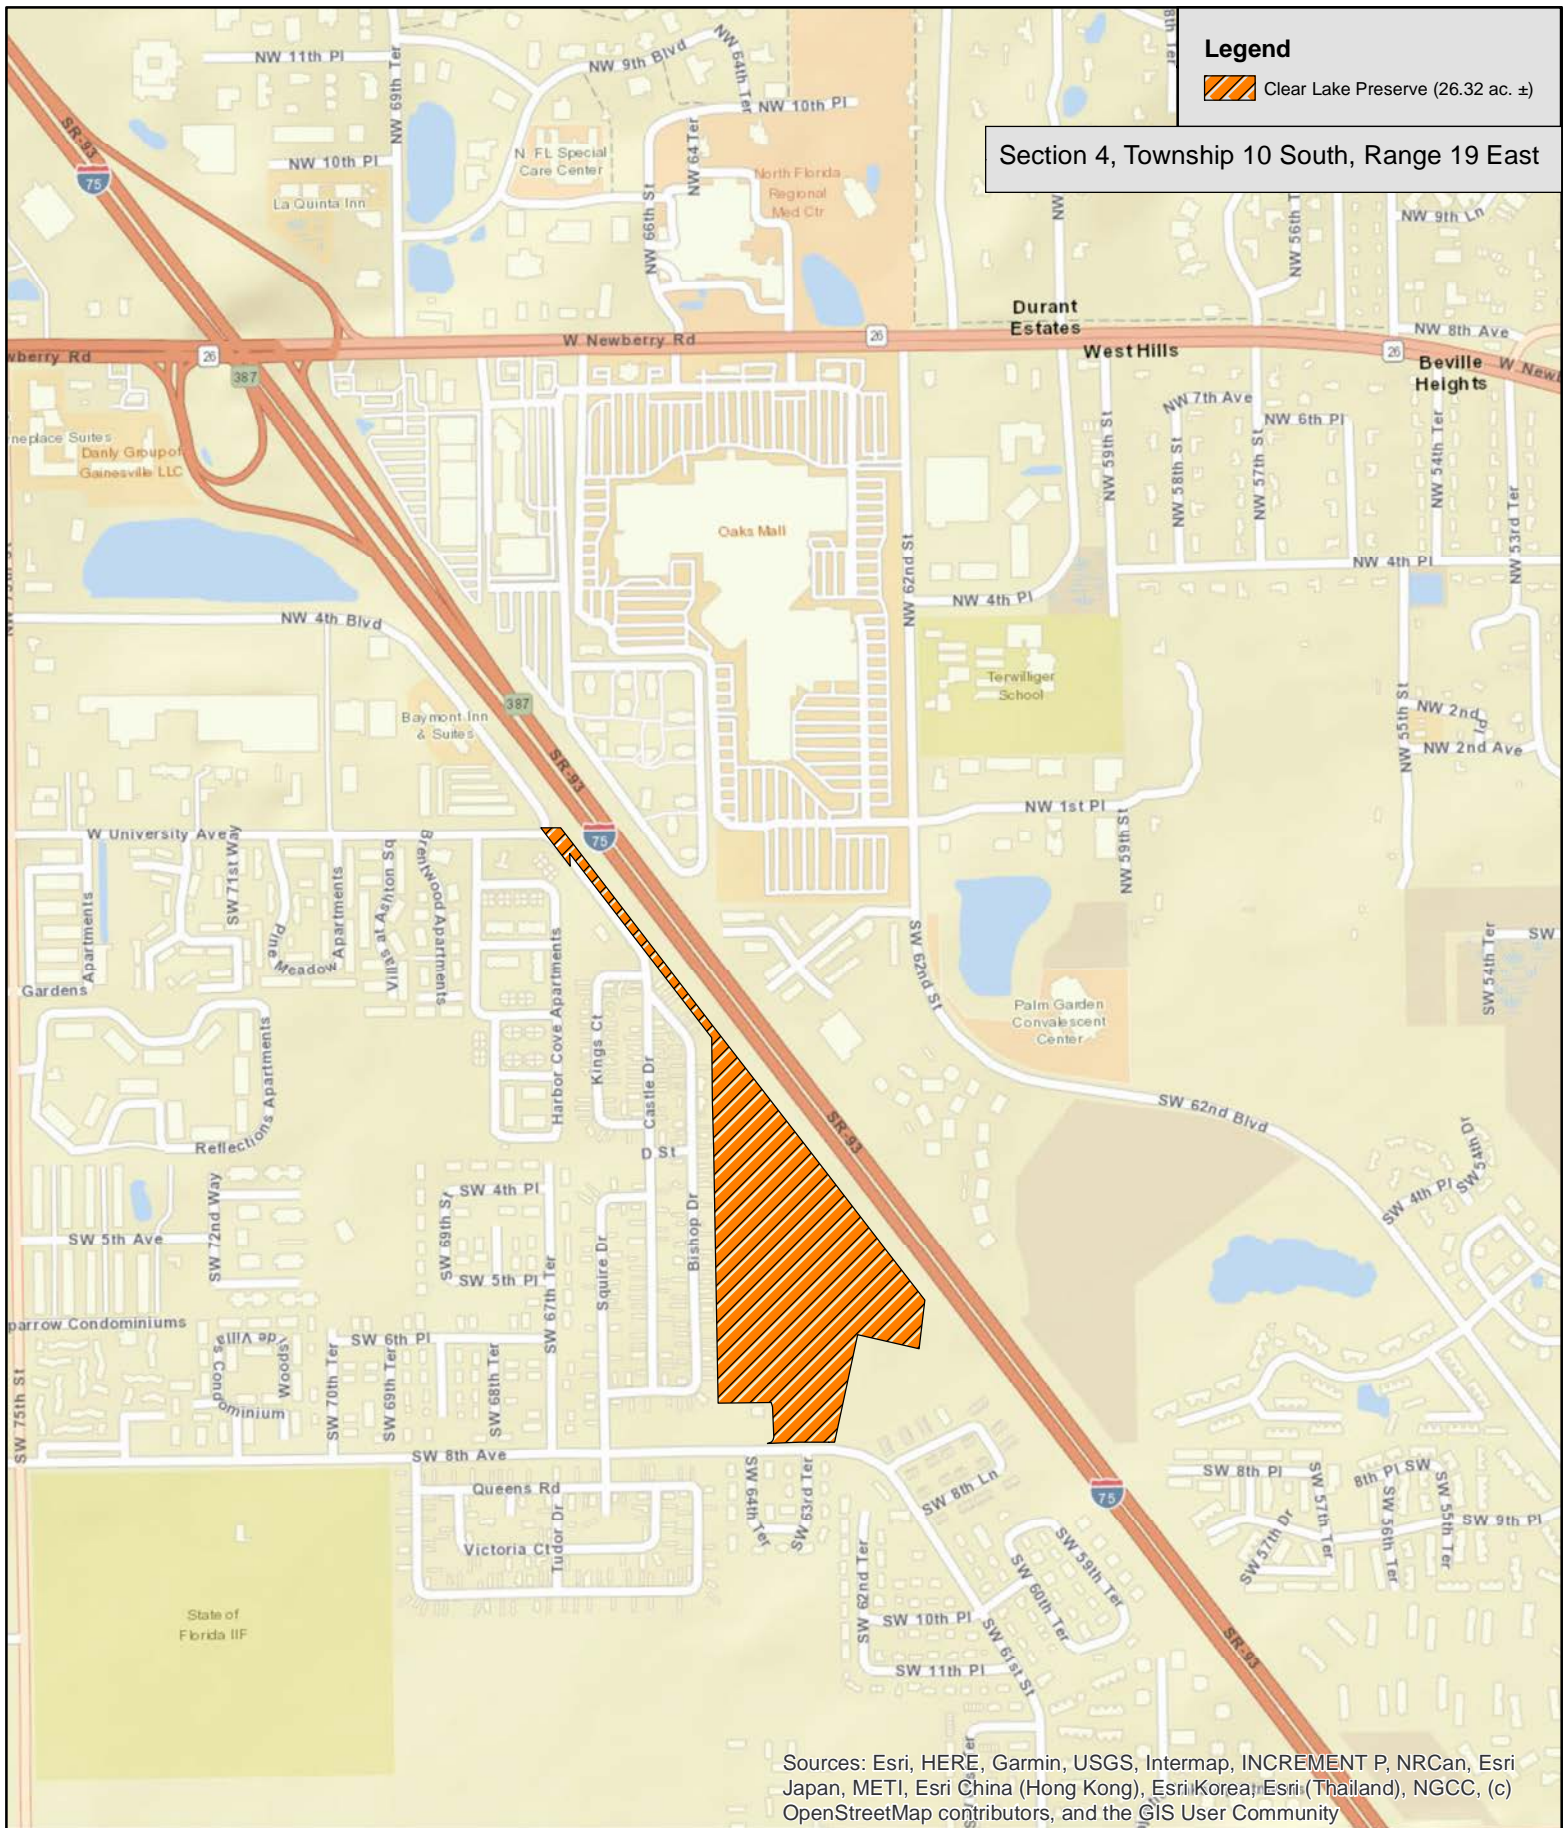 Legend
Clear Lake Preserve (26.32 ac. ±)
Section 4, Township 10 South, Range 19 East
NW 11th Pl
NW 69th Ter
NW 9th Blvd
NW 64th Ter
NW 10th Pl
8th Ter
SR-93
75
NW 10th Pl
La Quinta Inn
N FL Special
Care Center
NW 66th St
NW 64 Ter
North Florida
Regional
Med Ctr
NW
NW 56th T
NW 9th Ln
Durant
Estates
West Hills
NW 8th Ave
Beville
Heights
W Newb
wberry Rd
26
387
W Newberry Rd
26
26
neplace Suites
Danly Group of
Gainesville LLC
Oaks Mall
NW 62nd St
NW 59th St
NW 7th Ave
NW 58th St
NW 57th St
NW 6th Pl
NW 54th Ter
NW 53rd Ter
NW 4th Pl
NW 4th Pl
NW 4th Blvd
Terwilliger
School
NW 55th St
NW 2nd Pl
NW 2nd Ave
387
Baymont Inn
& Suites
SR-93
NW 1st Pl
NW 59th St
75
W University Ave
SW 71st Way
Apartments
Pine Meadow Apartments
Villas at Ashton Sq
Brentwood Apartments
Gardens
Harbor Cove Apartments
Kings Ct
Castle Dr
SW 62nd St
Palm Garden
Convalescent
Center
SW 54th Ter
SW
Reflections Apartments
D St
SR-93
SW 62nd Blvd
SW 54th Dr
SW 4th Pl
SW 72nd Way
SW 5th Ave
SW 69th St
SW 4th Pl
SW 5th Pl
SW 67th Ter
Squire Dr
Bishop Dr
parrow Condominiums
Woodside Villas Condominium
SW 75th St
SW 70th Ter
SW 6th Pl
SW 69th Ter
SW 68th Ter
SW 8th Ave
Queens Rd
Tudor Dr
Victoria Ct
SW 64th Ter
SW 63rd Ter
SW 8th Ln
75
SW 8th Pl
SW 57th Ter
SW 57th Dr
8th Pl SW
SW 56th Ter
SW 55th Ter
SW 9th Pl
SW 62nd Ter
SW 59th Ter
SW 60th Ter
SW 10th Pl
SW 61st St
SW 11th Pl
State of
Florida IIF
SR-93
Sources: Esri, HERE, Garmin, USGS, Intermap, INCREMENT P, NRCan, Esri
Japan, METI, Esri China (Hong Kong), Esri Korea, Esri (Thailand), NGCC, (c)
OpenStreetMap contributors, and the GIS User Community